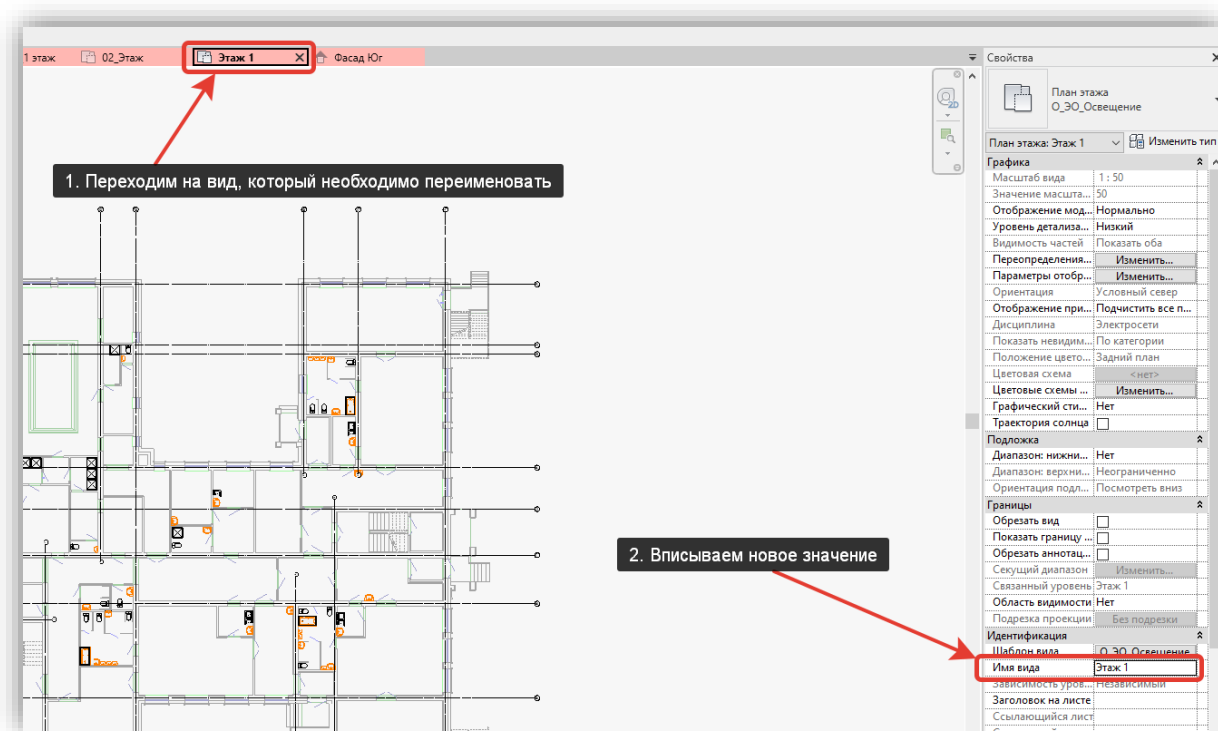 1 этаж
02_Этаж
Этаж 1
Фасад Юг
1. Переходим на вид, который необходимо переименовать
2. Вписываем новое значение
2D
Свойства
План этажа
О_ЭО_Освещение
План этажа: Этаж 1
Изменить тип
Графика
Масштаб вида 1 : 50
Значение масшта... 50
Отображение мод... Нормально
Уровень детализа... Низкий
Видимость частей Показать оба
Переопределения... Изменить...
Параметры отобр... Изменить...
Ориентация Условный север
Отображение при... Подчистить все п...
Дисциплина Электросети
Показать невидим... По категории
Положение цвето... Задний план
Цветовая схема <нет>
Цветовые схемы ... Изменить...
Графический сти... Нет
Траектория солнца
Подложка
Диапазон: нижни... Нет
Диапазон: верхни... Неограниченно
Ориентация подл... Посмотреть вниз
Границы
Обрезать вид
Показать границу ...
Обрезать аннотац...
Секущий диапазон Изменить...
Связанный уровень Этаж 1
Область видимости Нет
Подрезка проекции Без подрезки
Идентификация
Шаблон вида О_ЭО_Освещение
Имя вида Этаж 1
Зависимость уров... Независимый
Заголовок на листе
Ссылающийся лист